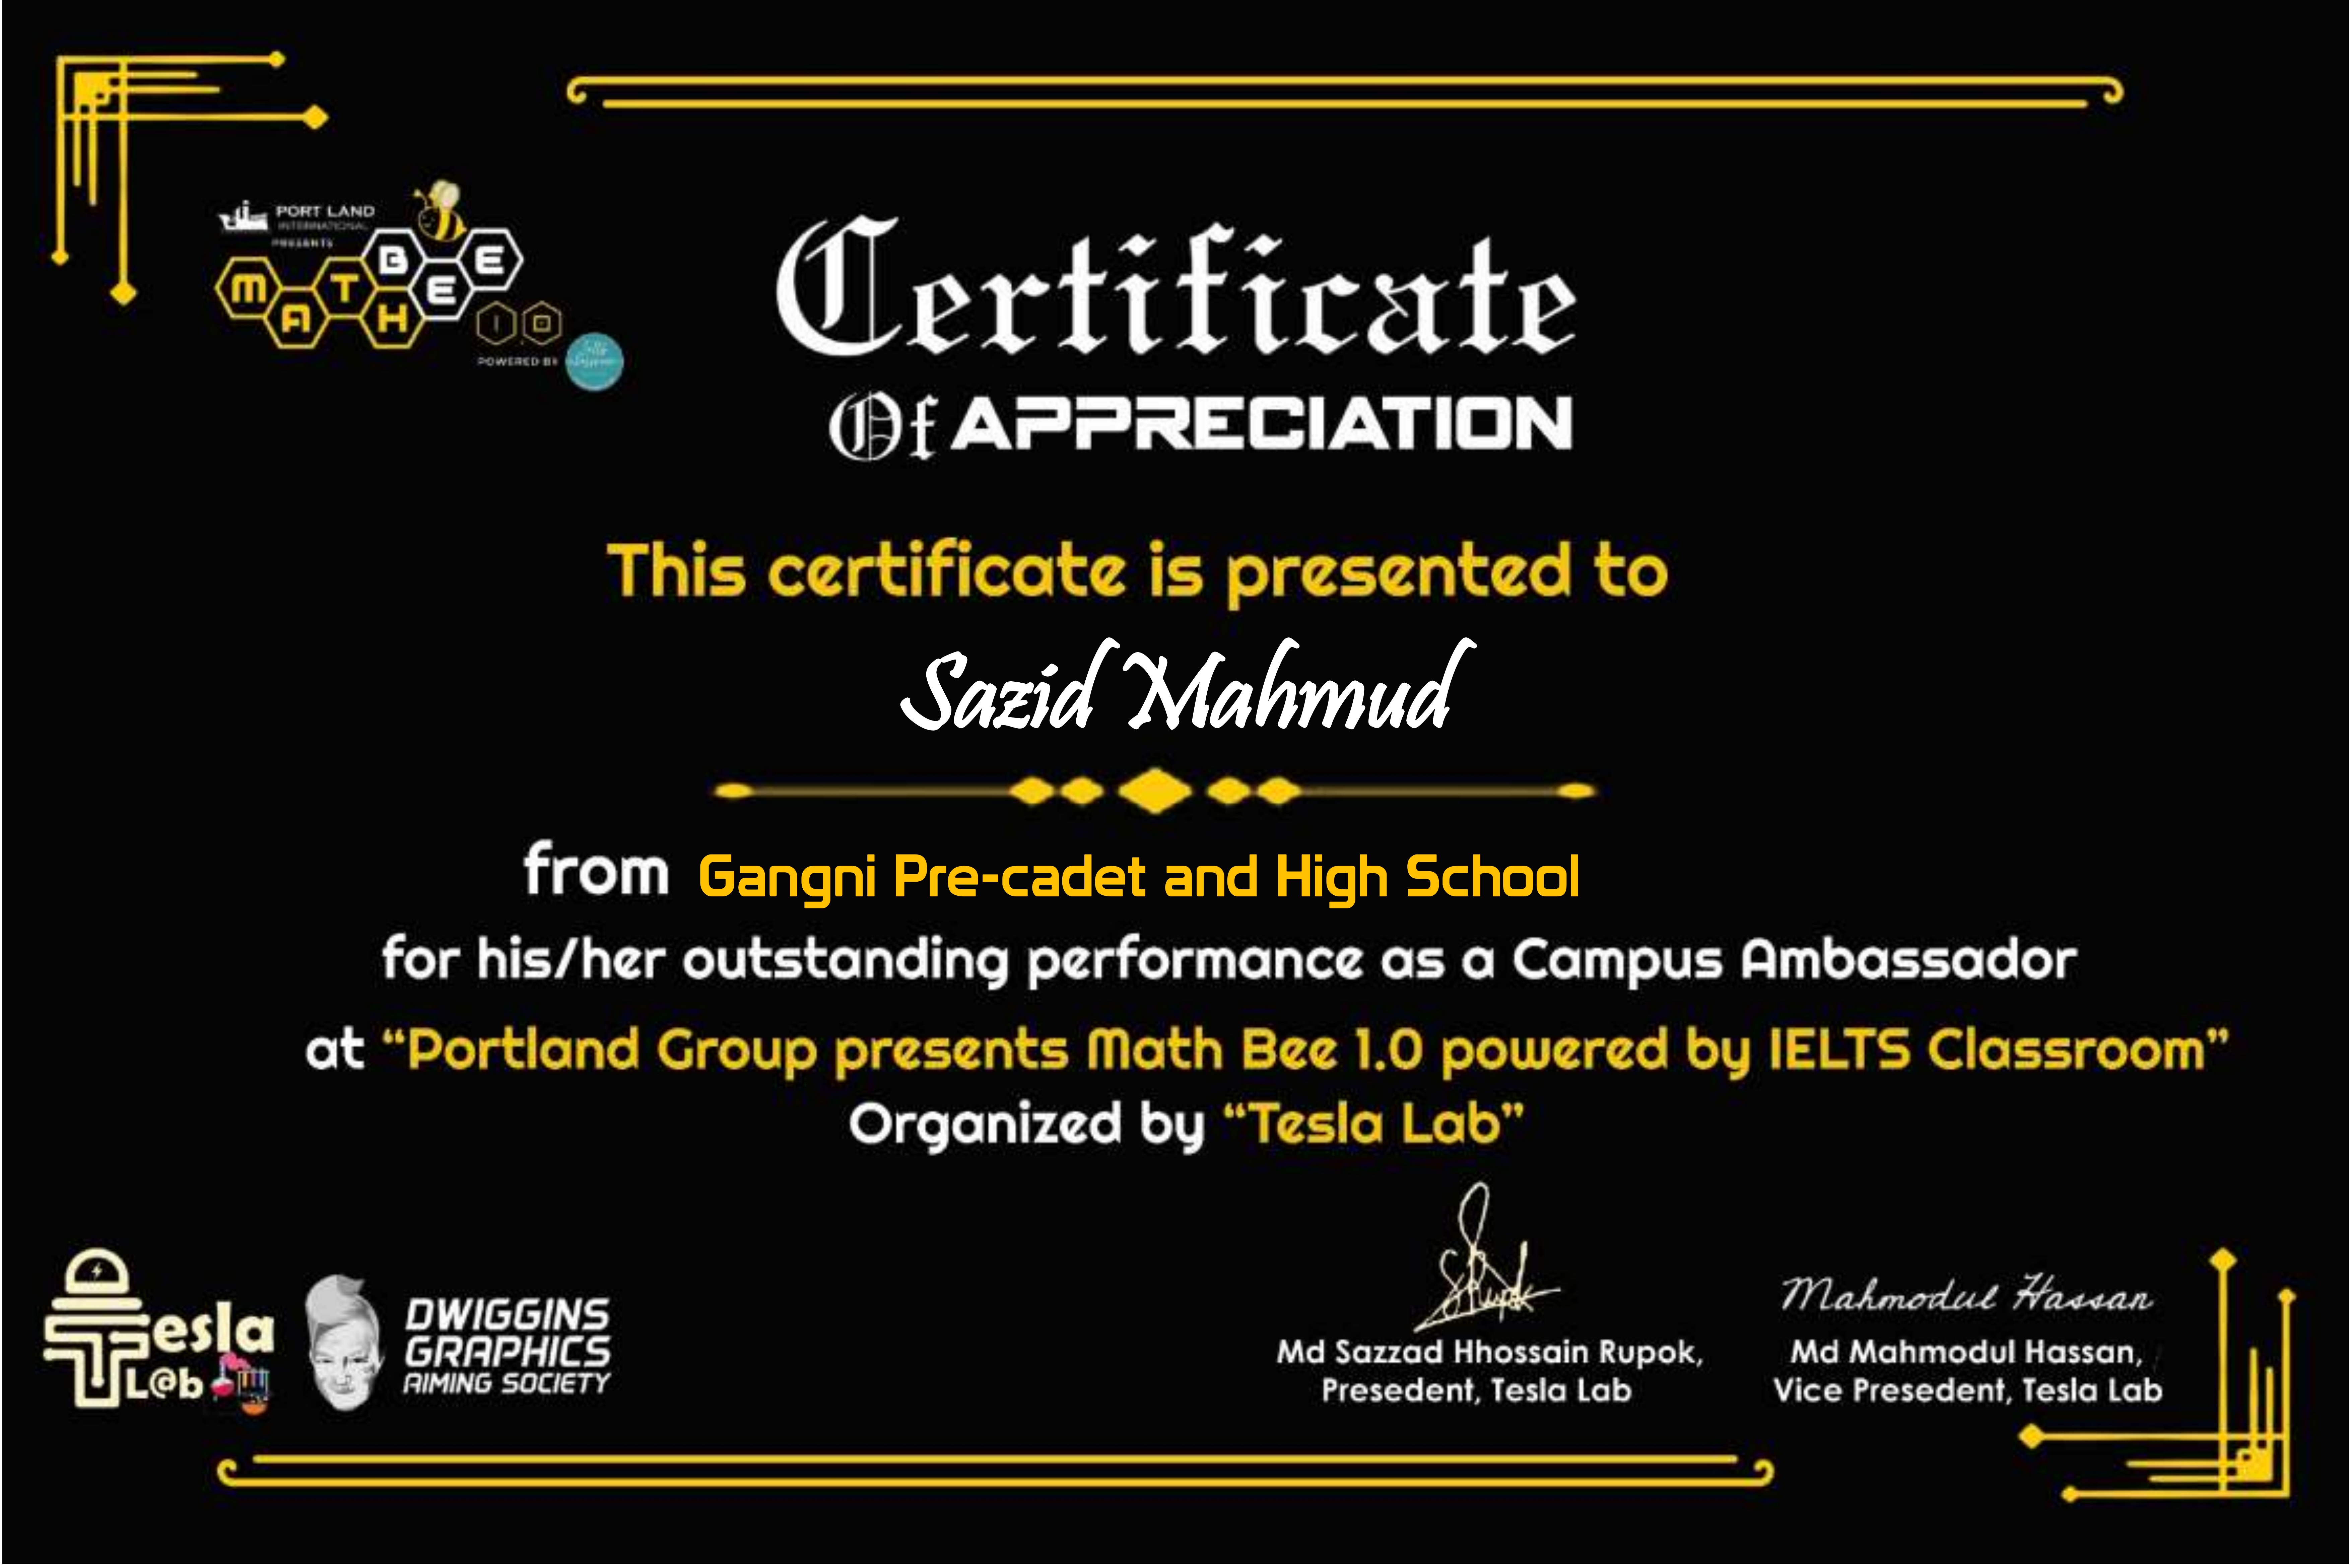 PORT LAND
INTERNATIONAL
PRESENTS
MATH BEE
1.0
POWERED BY
Certificate
Of APPRECIATION
This certificate is presented to
Sazid Mahmud
from Gangni Pre-cadet and High School
for his/her outstanding performance as a Campus Ambassador
at “Portland Group presents Math Bee 1.0 powered by IELTS Classroom”
Organized by “Tesla Lab”
Tesla
L@b
DWIGGINS
GRAPHICS
AIMING SOCIETY
Mahmodul Hassan
Md Sazzad Hhossain Rupok,
Presedent, Tesla Lab
Md Mahmodul Hassan,
Vice Presedent, Tesla Lab